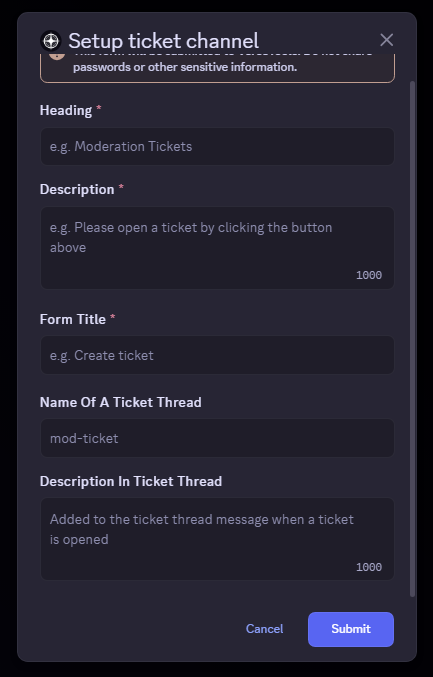 Setup ticket channel
passwords or other sensitive information.
Heading *
e.g. Moderation Tickets
Description *
e.g. Please open a ticket by clicking the button
above
1000
Form Title *
e.g. Create ticket
Name Of A Ticket Thread
mod-ticket
Description In Ticket Thread
Added to the ticket thread message when a ticket
is opened
1000
Cancel
Submit